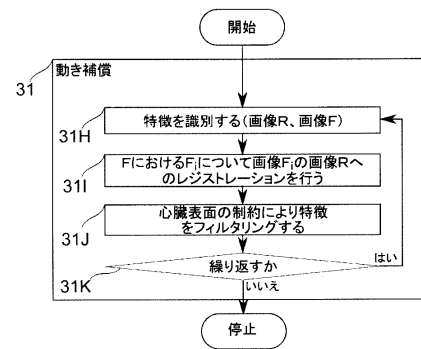 開始
31
動き補償
31H
特徴を識別する(画像R、画像F)
31I
FにおけるFiについて画像Fiの画像Rへ
のレジストレーションを行う
31J
心臓表面の制約により特徴
をフィルタリングする
繰り返すか
はい
31K
いいえ
停止